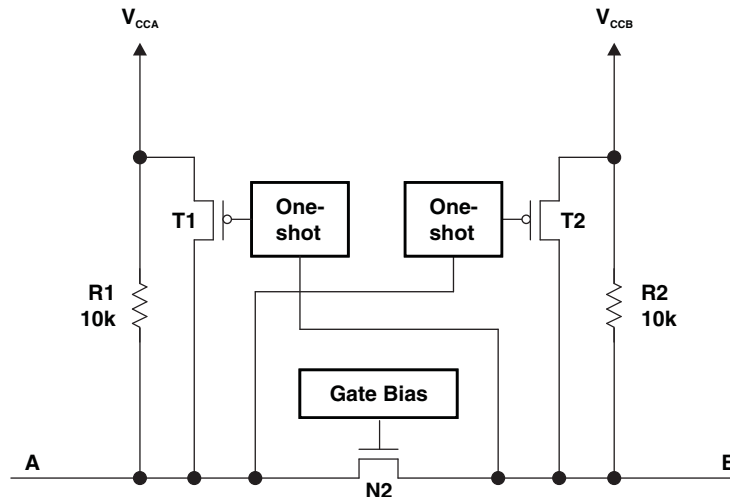 VCCA
VCCB
One-shot
One-shot
T1
T2
R1
10k
R2
10k
Gate Bias
A
N2
B